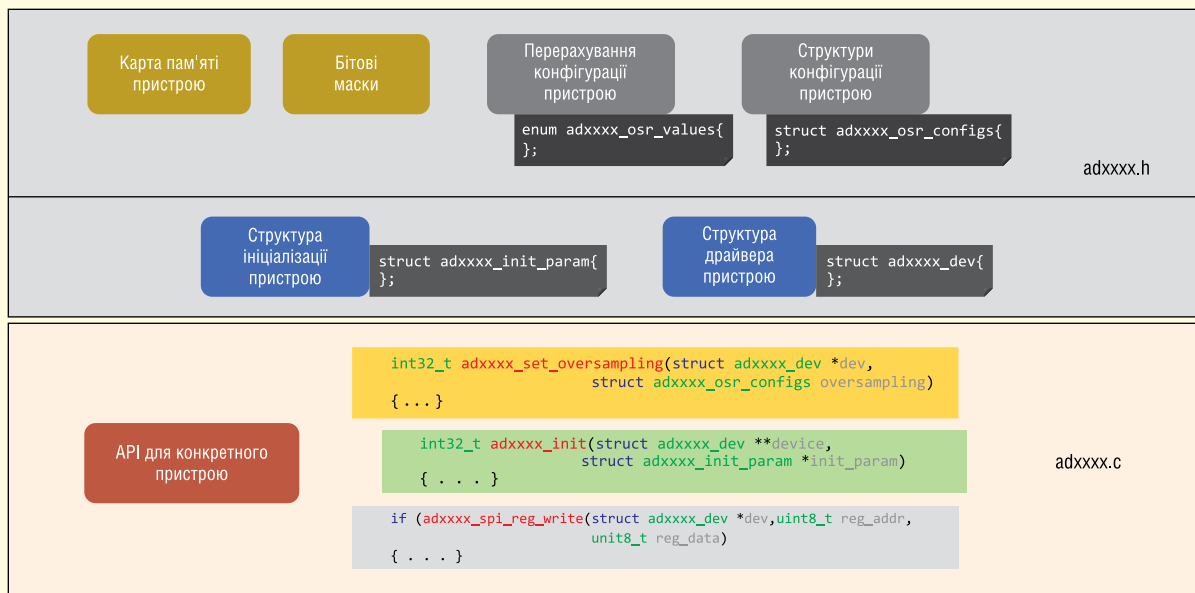 Карта пам'яті
пристрою
Бітові
маски
Перерахування
конфігурації
пристрою
enum adxxxx_osr_values{
};
Структури
конфігурації
пристрою
struct adxxxx_osr_configs{
};
adxxxx.h
Структура
ініціалізації
пристрою
struct adxxxx_init_param{
};
Структура
драйвера
пристрою
struct adxxxx_dev{
};
int32_t adxxxx_set_oversampling(struct adxxxx_dev *dev,
struct adxxxx_osr_configs oversampling)
{ ... }
API для конкретного
пристрою
int32_t adxxxx_init(struct adxxxx_dev **device,
struct adxxxx_init_param *init_param)
{ . . . }
adxxxx.c
if (adxxxx_spi_reg_write(struct adxxxx_dev *dev,uint8_t reg_addr,
unit8_t reg_data)
{ . . . }